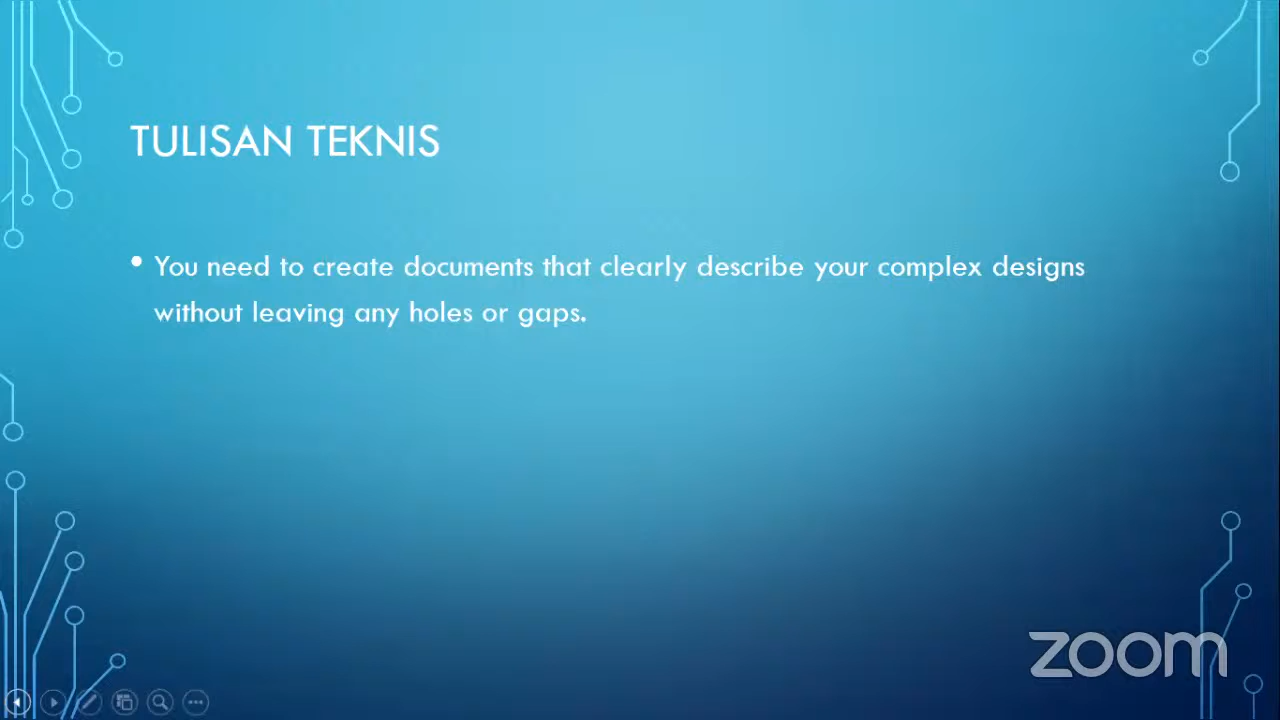 TULISAN TEKNIS
• You need to create documents that clearly describe your complex designs
without leaving any holes or gaps.
zoom